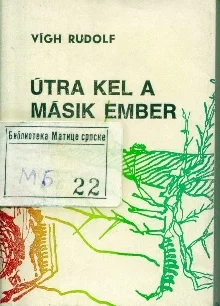 VÍGH RUDOLF
ÚTRA KEL A
MÁSIK EMBER
Библиотека Матице српске
МБ
22